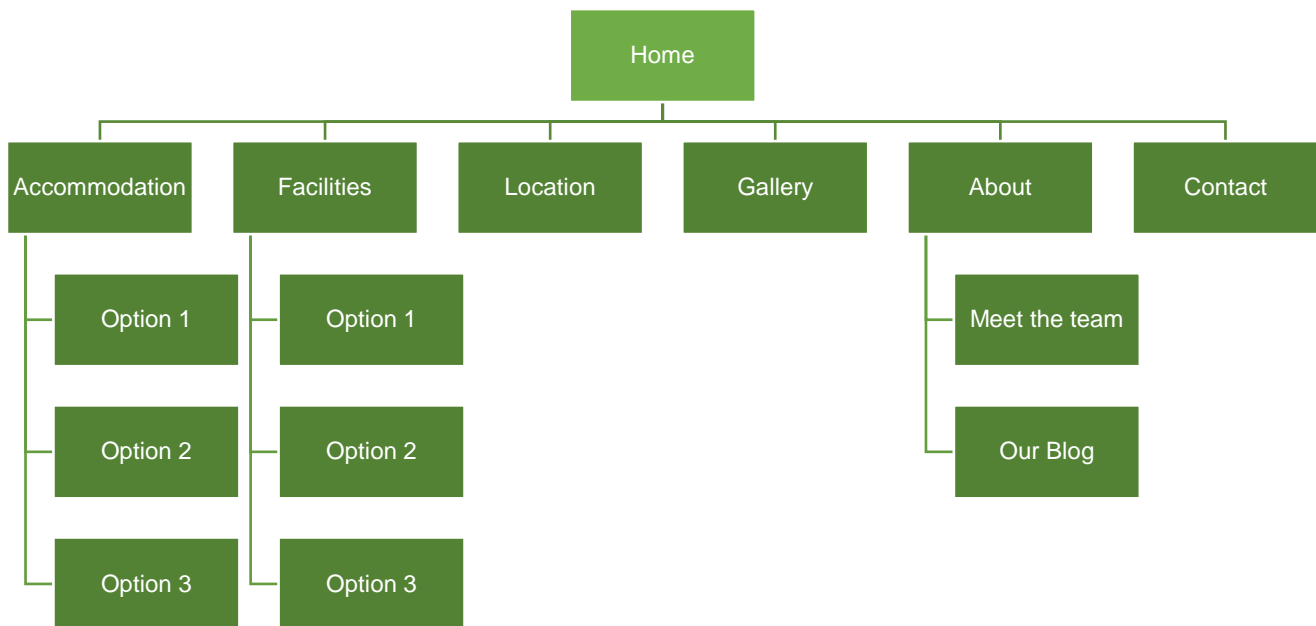 Home
Accommodation
Facilities
Location
Gallery
About
Contact
Option 1
Option 1
Meet the team
Option 2
Option 2
Our Blog
Option 3
Option 3